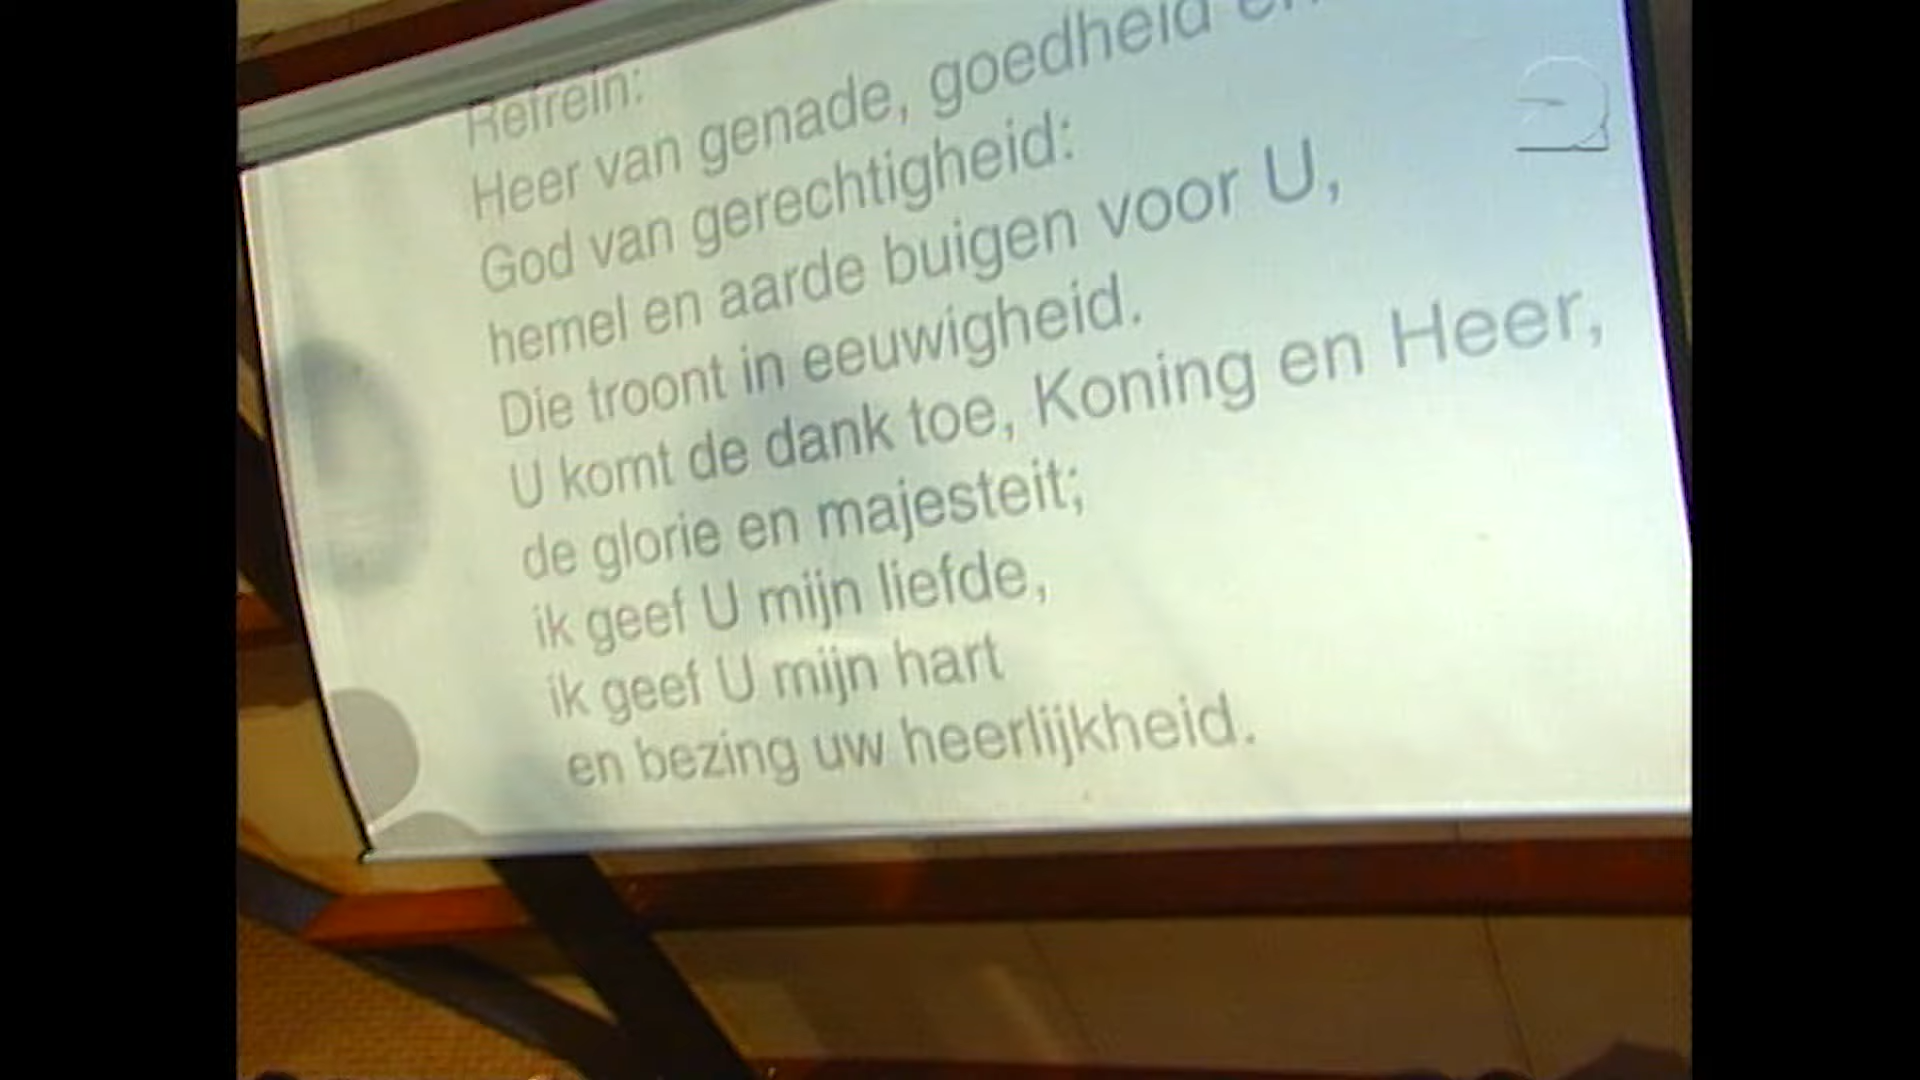 Refrein:
Heer van genade, goedheid en
God van gerechtigheid:
hemel en aarde buigen voor U,
Die troont in eeuwigheid.
U komt de dank toe, Koning en Heer,
de glorie en majesteit;
ik geef U mijn liefde,
ik geef U mijn hart
en bezing uw heerlijkheid.